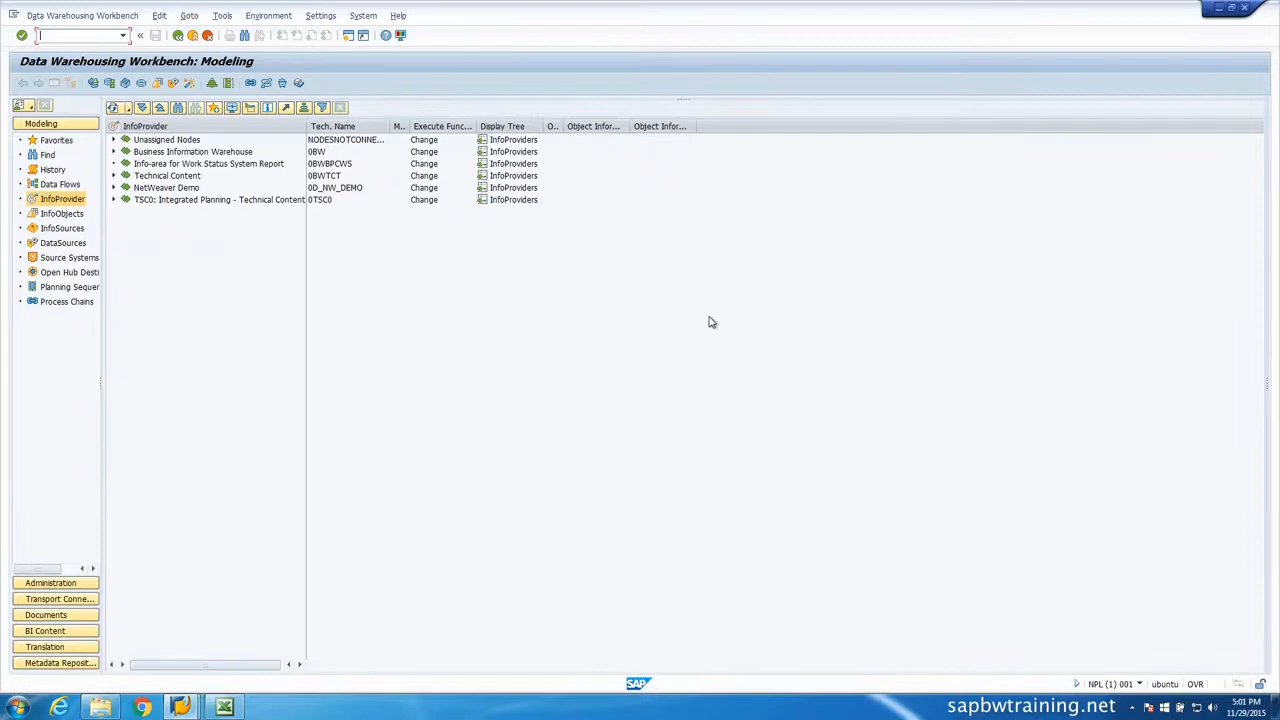 Data Warehousing Workbench Edit Goto Tools Environment Settings System Help
Data Warehousing Workbench: Modeling
Modeling
Favorites
Find
History
Data Flows
InfoProvider
InfoObjects
InfoSources
DataSources
Source Systems
Open Hub Desti
Planning Sequer
Process Chains
Administration
Transport Conne...
Documents
BI Content
Translation
Metadata Reposit...
InfoProvider Tech. Name M.. Execute Func... Display Tree O.. Object Infor... Object Infor...
Unassigned Nodes NODESNOTCONNE... Change InfoProviders
Business Information Warehouse 0BW Change InfoProviders
Info-area for Work Status System Report 0BWBPCWS Change InfoProviders
Technical Content 0BWTCT Change InfoProviders
NetWeaver Demo 0D_NW_DEMO Change InfoProviders
TSC0: Integrated Planning - Technical Content 0TSC0 Change InfoProviders
SAP
NPL (1) 001 ubuntu OVR
sapbwtraining.net
5:01 PM
11/29/2015